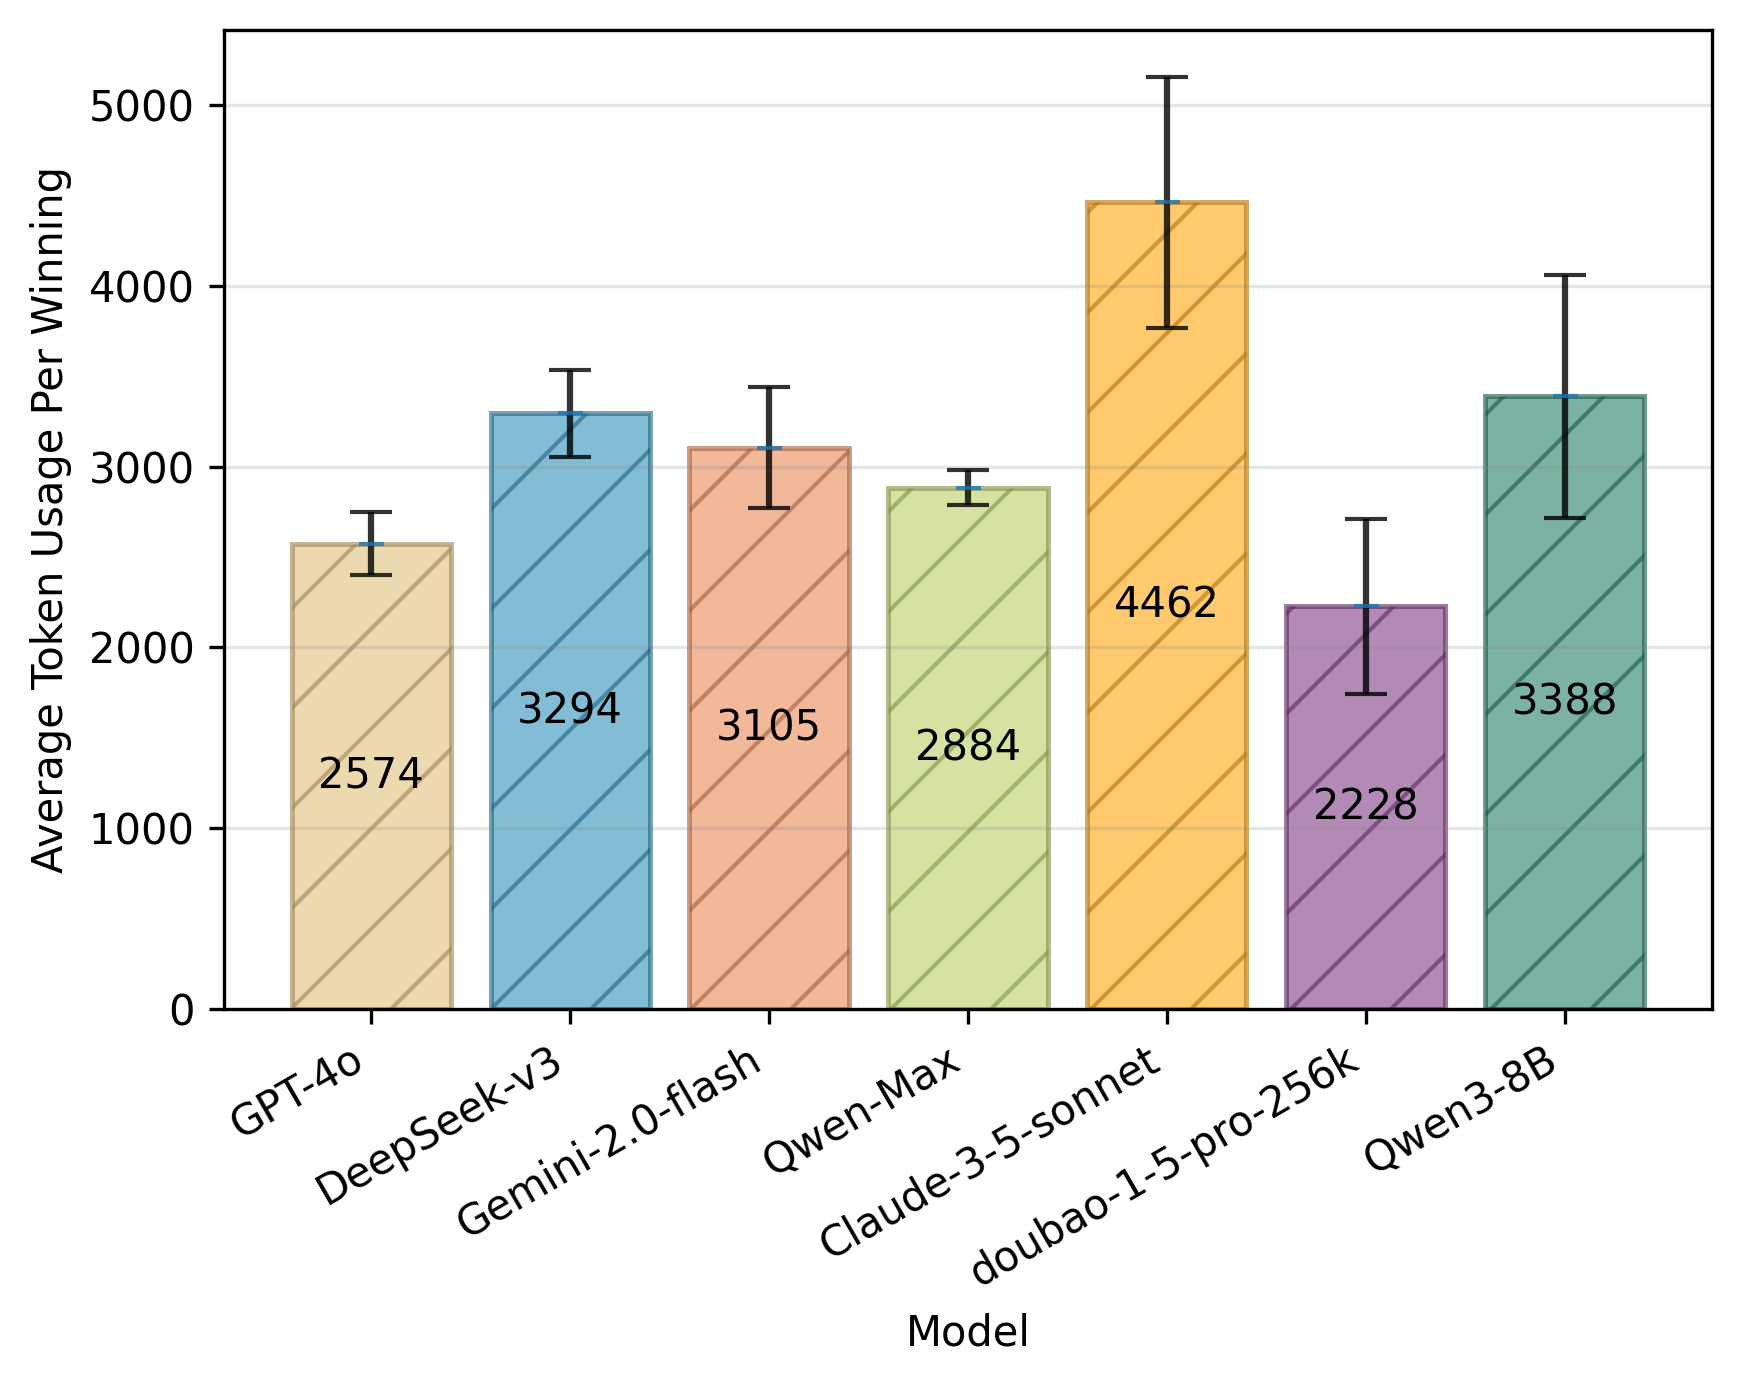 Average Token Usage Per Winning
5000
4000
3000
2000
1000
0
2574
3294
3105
2884
4462
2228
3388
GPT-4o
DeepSeek-v3
Gemini-2.0-flash
Qwen-Max
Claude-3-5-sonnet
doubao-1-5-pro-256k
Qwen3-8B
Model